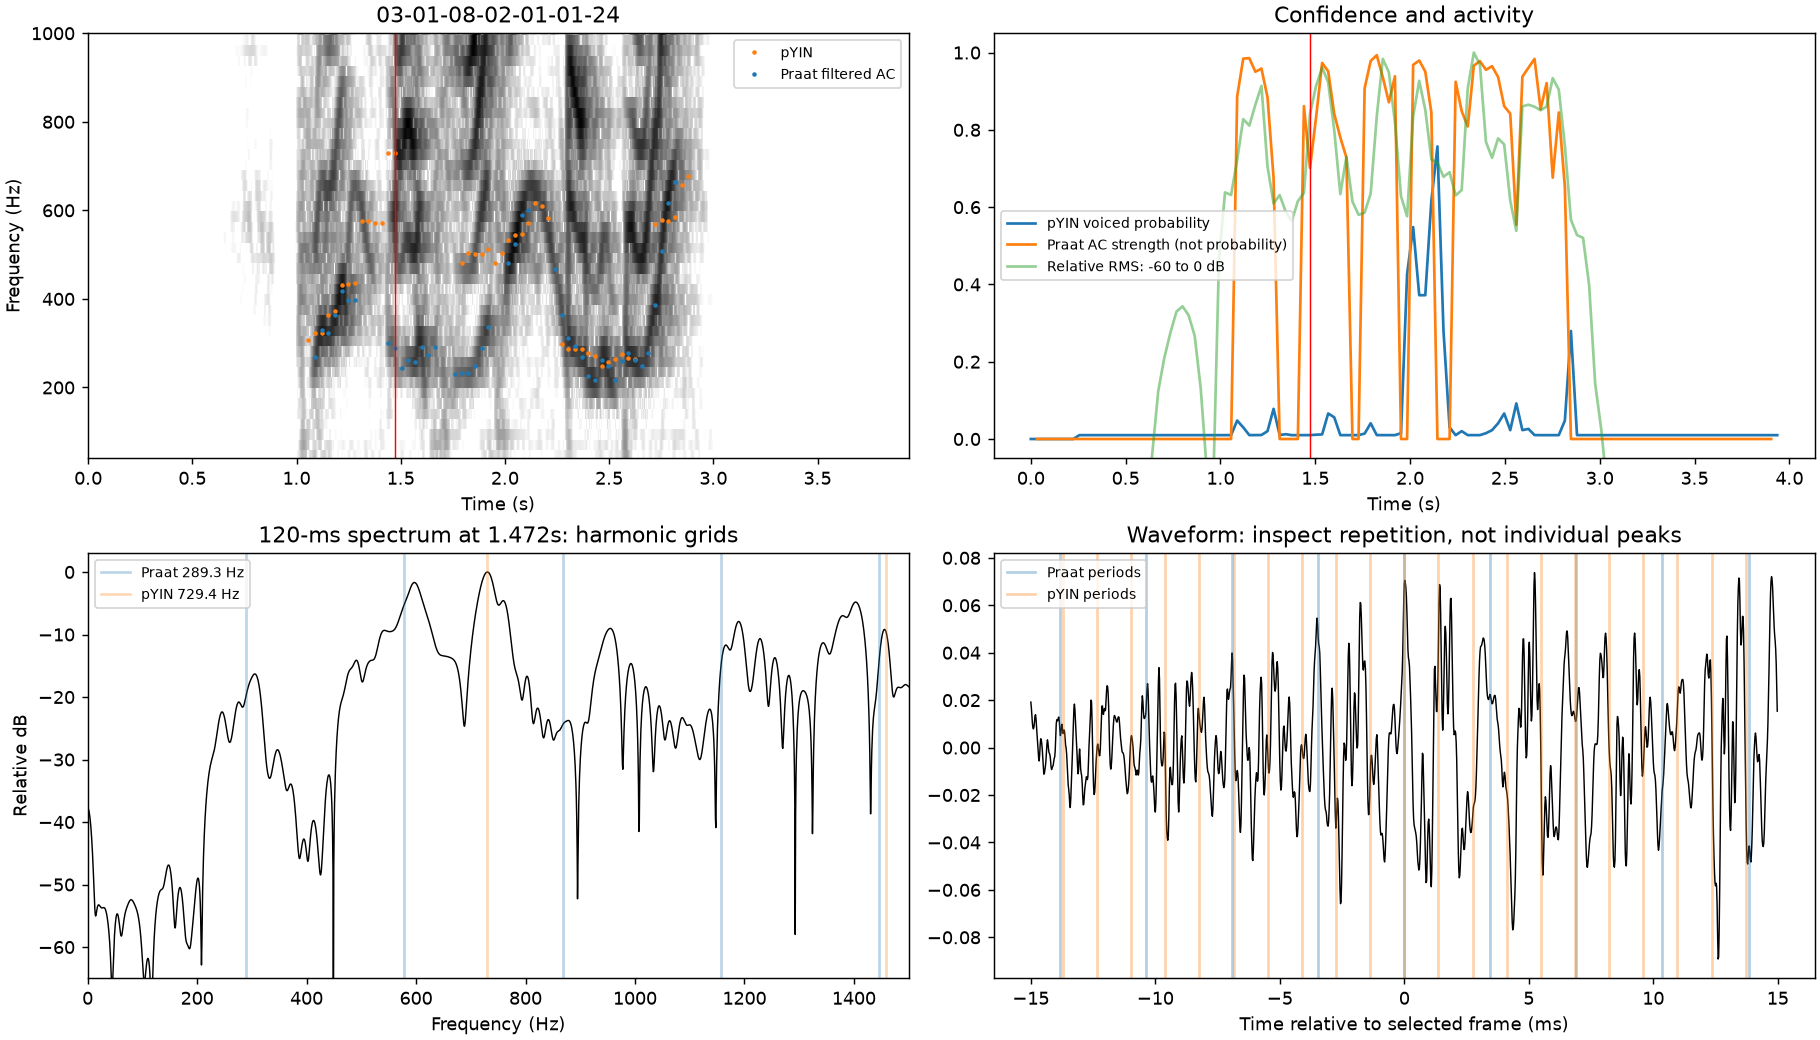 03-01-08-02-01-01-24
1000
800
600
400
200
Frequency (Hz)
pYIN
Praat filtered AC
0.0 0.5 1.0 1.5 2.0 2.5 3.0 3.5
Time (s)
Confidence and activity
1.0
0.8
0.6
0.4
0.2
0.0
pYIN voiced probability
Praat AC strength (not probability)
Relative RMS: -60 to 0 dB
0.0 0.5 1.0 1.5 2.0 2.5 3.0 3.5 4.0
Time (s)
120-ms spectrum at 1.472s: harmonic grids
0
−10
−20
−30
−40
−50
−60
Relative dB
Praat 289.3 Hz
pYIN 729.4 Hz
0 200 400 600 800 1000 1200 1400
Frequency (Hz)
Waveform: inspect repetition, not individual peaks
0.08
0.06
0.04
0.02
0.00
−0.02
−0.04
−0.06
−0.08
Praat periods
pYIN periods
−15 −10 −5 0 5 10 15
Time relative to selected frame (ms)